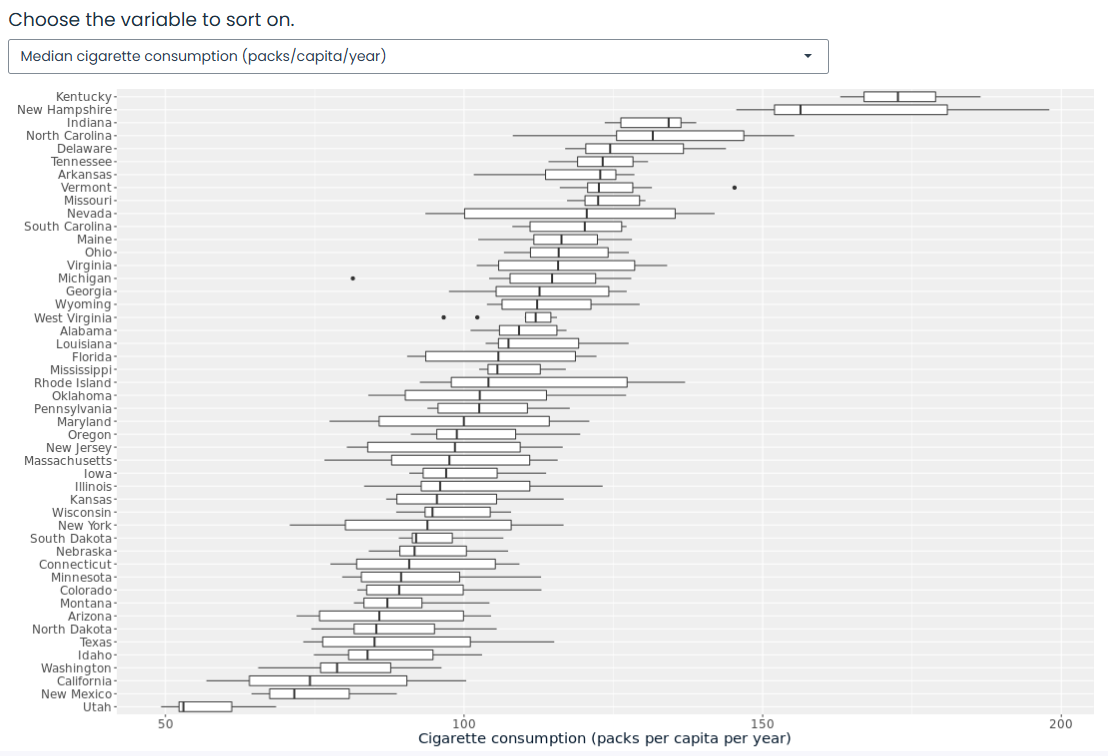 Choose the variable to sort on.
Median cigarette consumption (packs/capita/year)
Kentucky
New Hampshire
Indiana
North Carolina
Delaware
Tennessee
Arkansas
Vermont
Missouri
Nevada
South Carolina
Maine
Ohio
Virginia
Michigan
Georgia
Wyoming
West Virginia
Alabama
Louisiana
Florida
Mississippi
Rhode Island
Oklahoma
Pennsylvania
Maryland
Oregon
New Jersey
Massachusetts
Iowa
Illinois
Kansas
Wisconsin
New York
South Dakota
Nebraska
Connecticut
Minnesota
Colorado
Montana
Arizona
North Dakota
Texas
Idaho
Washington
California
New Mexico
Utah
50 100 150 200
Cigarette consumption (packs per capita per year)